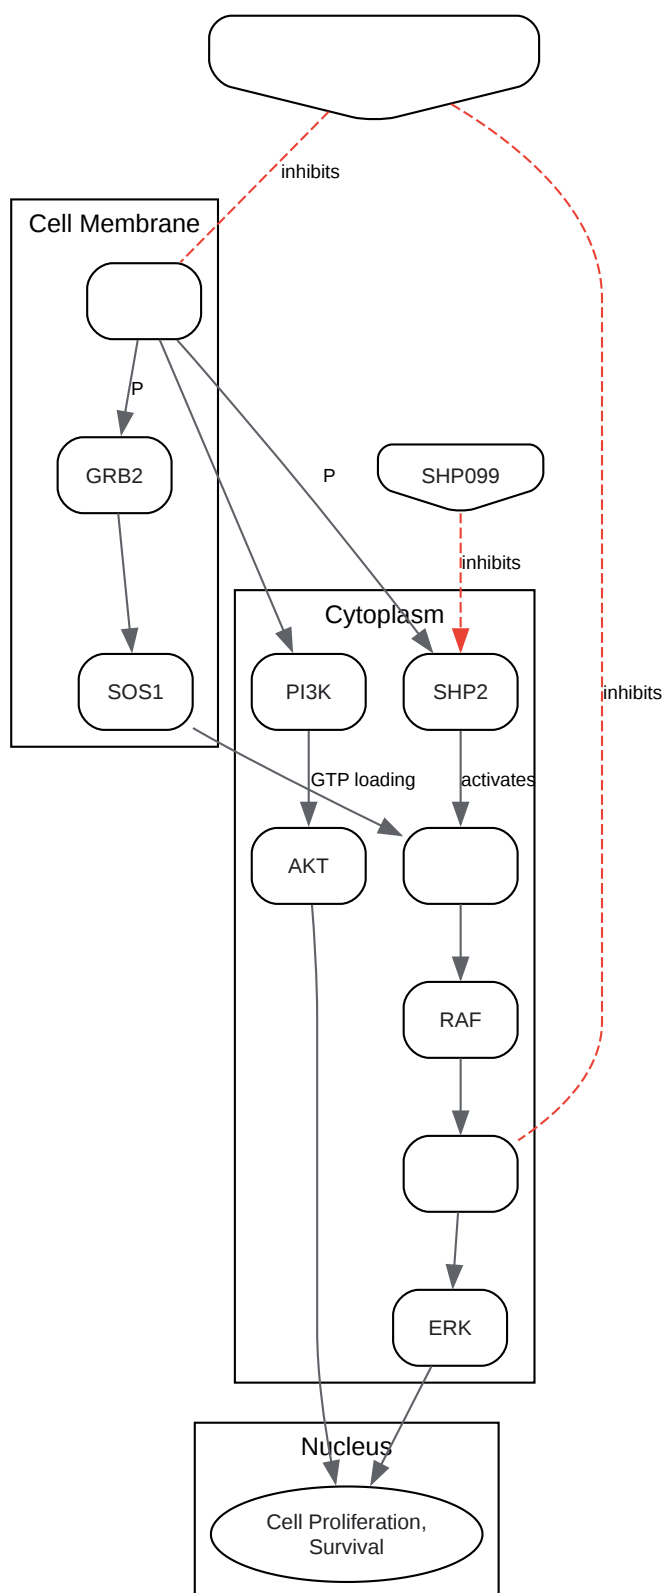 inhibits
Cell Membrane
P
GRB2
P
SHP099
inhibits
Cytoplasm
SOS1
PI3K
SHP2
inhibits
GTP loading
activates
AKT
RAF
ERK
Nucleus
Cell Proliferation,
Survival